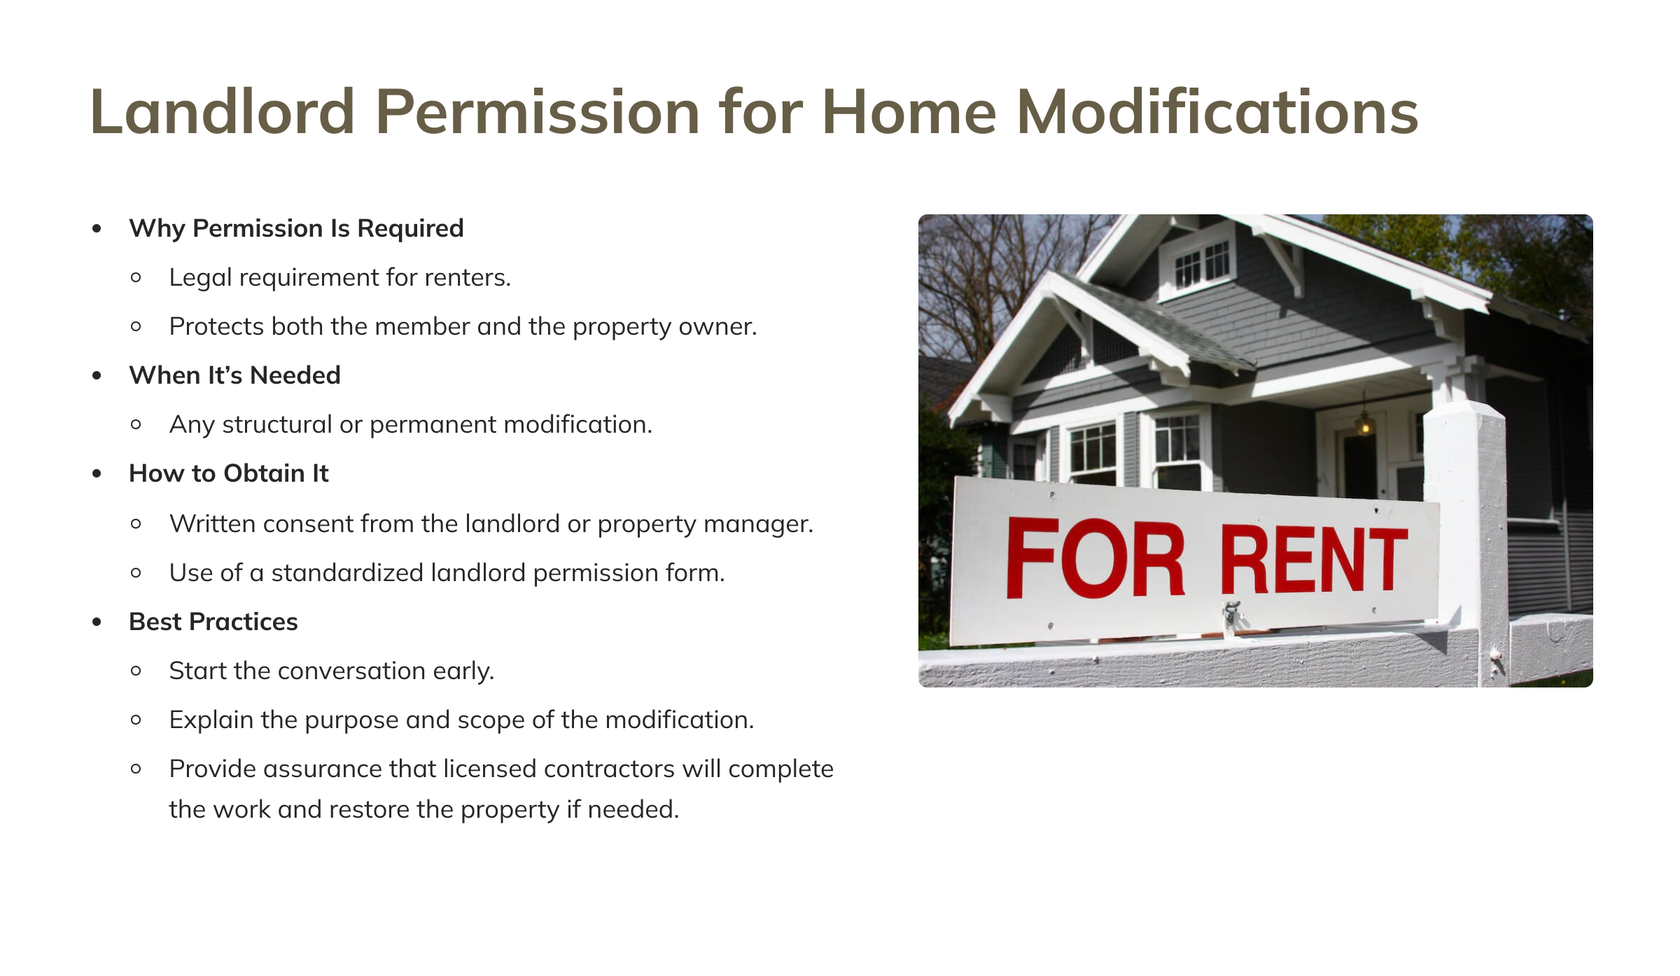 Landlord Permission for Home Modifications
Why Permission Is Required
Legal requirement for renters.
Protects both the member and the property owner.
When It’s Needed
Any structural or permanent modification.
How to Obtain It
Written consent from the landlord or property manager.
Use of a standardized landlord permission form.
Best Practices
Start the conversation early.
Explain the purpose and scope of the modification.
Provide assurance that licensed contractors will complete
the work and restore the property if needed.
FOR RENT